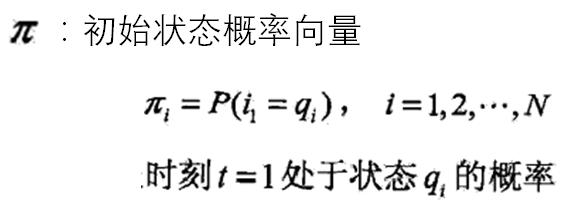 π ：初始状态概率向量
πᵢ = P(i₁ = qᵢ)， i = 1,2,⋯,N
时刻 t = 1 处于状态 qᵢ 的概率